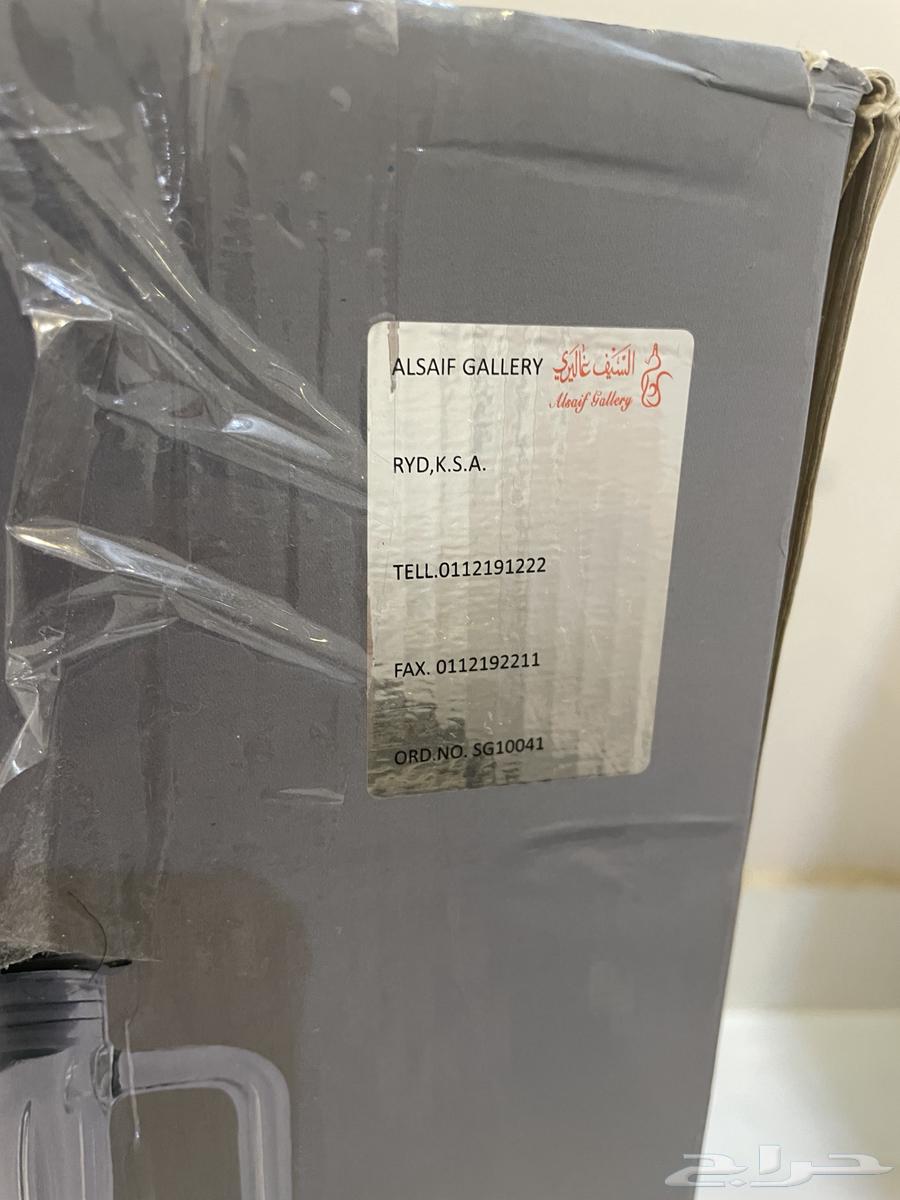 ALSAIF GALLERY
السيف غاليري
Alsaif Gallery
RYD,K.S.A.
TELL.0112191222
FAX. 0112192211
ORD.NO. SG10041
حراج